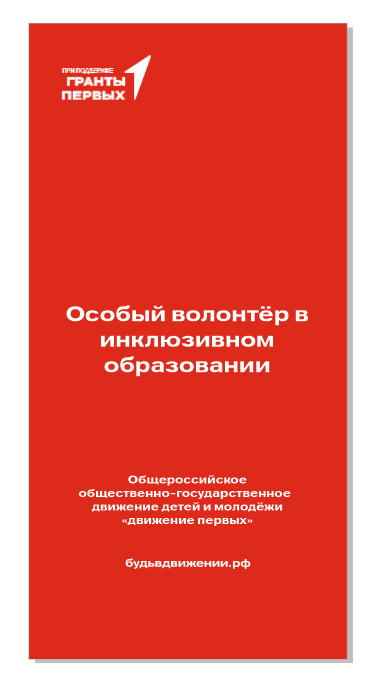 ПРИ ПОДДЕРЖКЕ
ГРАНТЫ
ПЕРВЫХ
Особый волонтёр в
инклюзивном
образовании
Общероссийское
общественно-государственное
движение детей и молодёжи
«движение первых»
будьвдвижении.рф